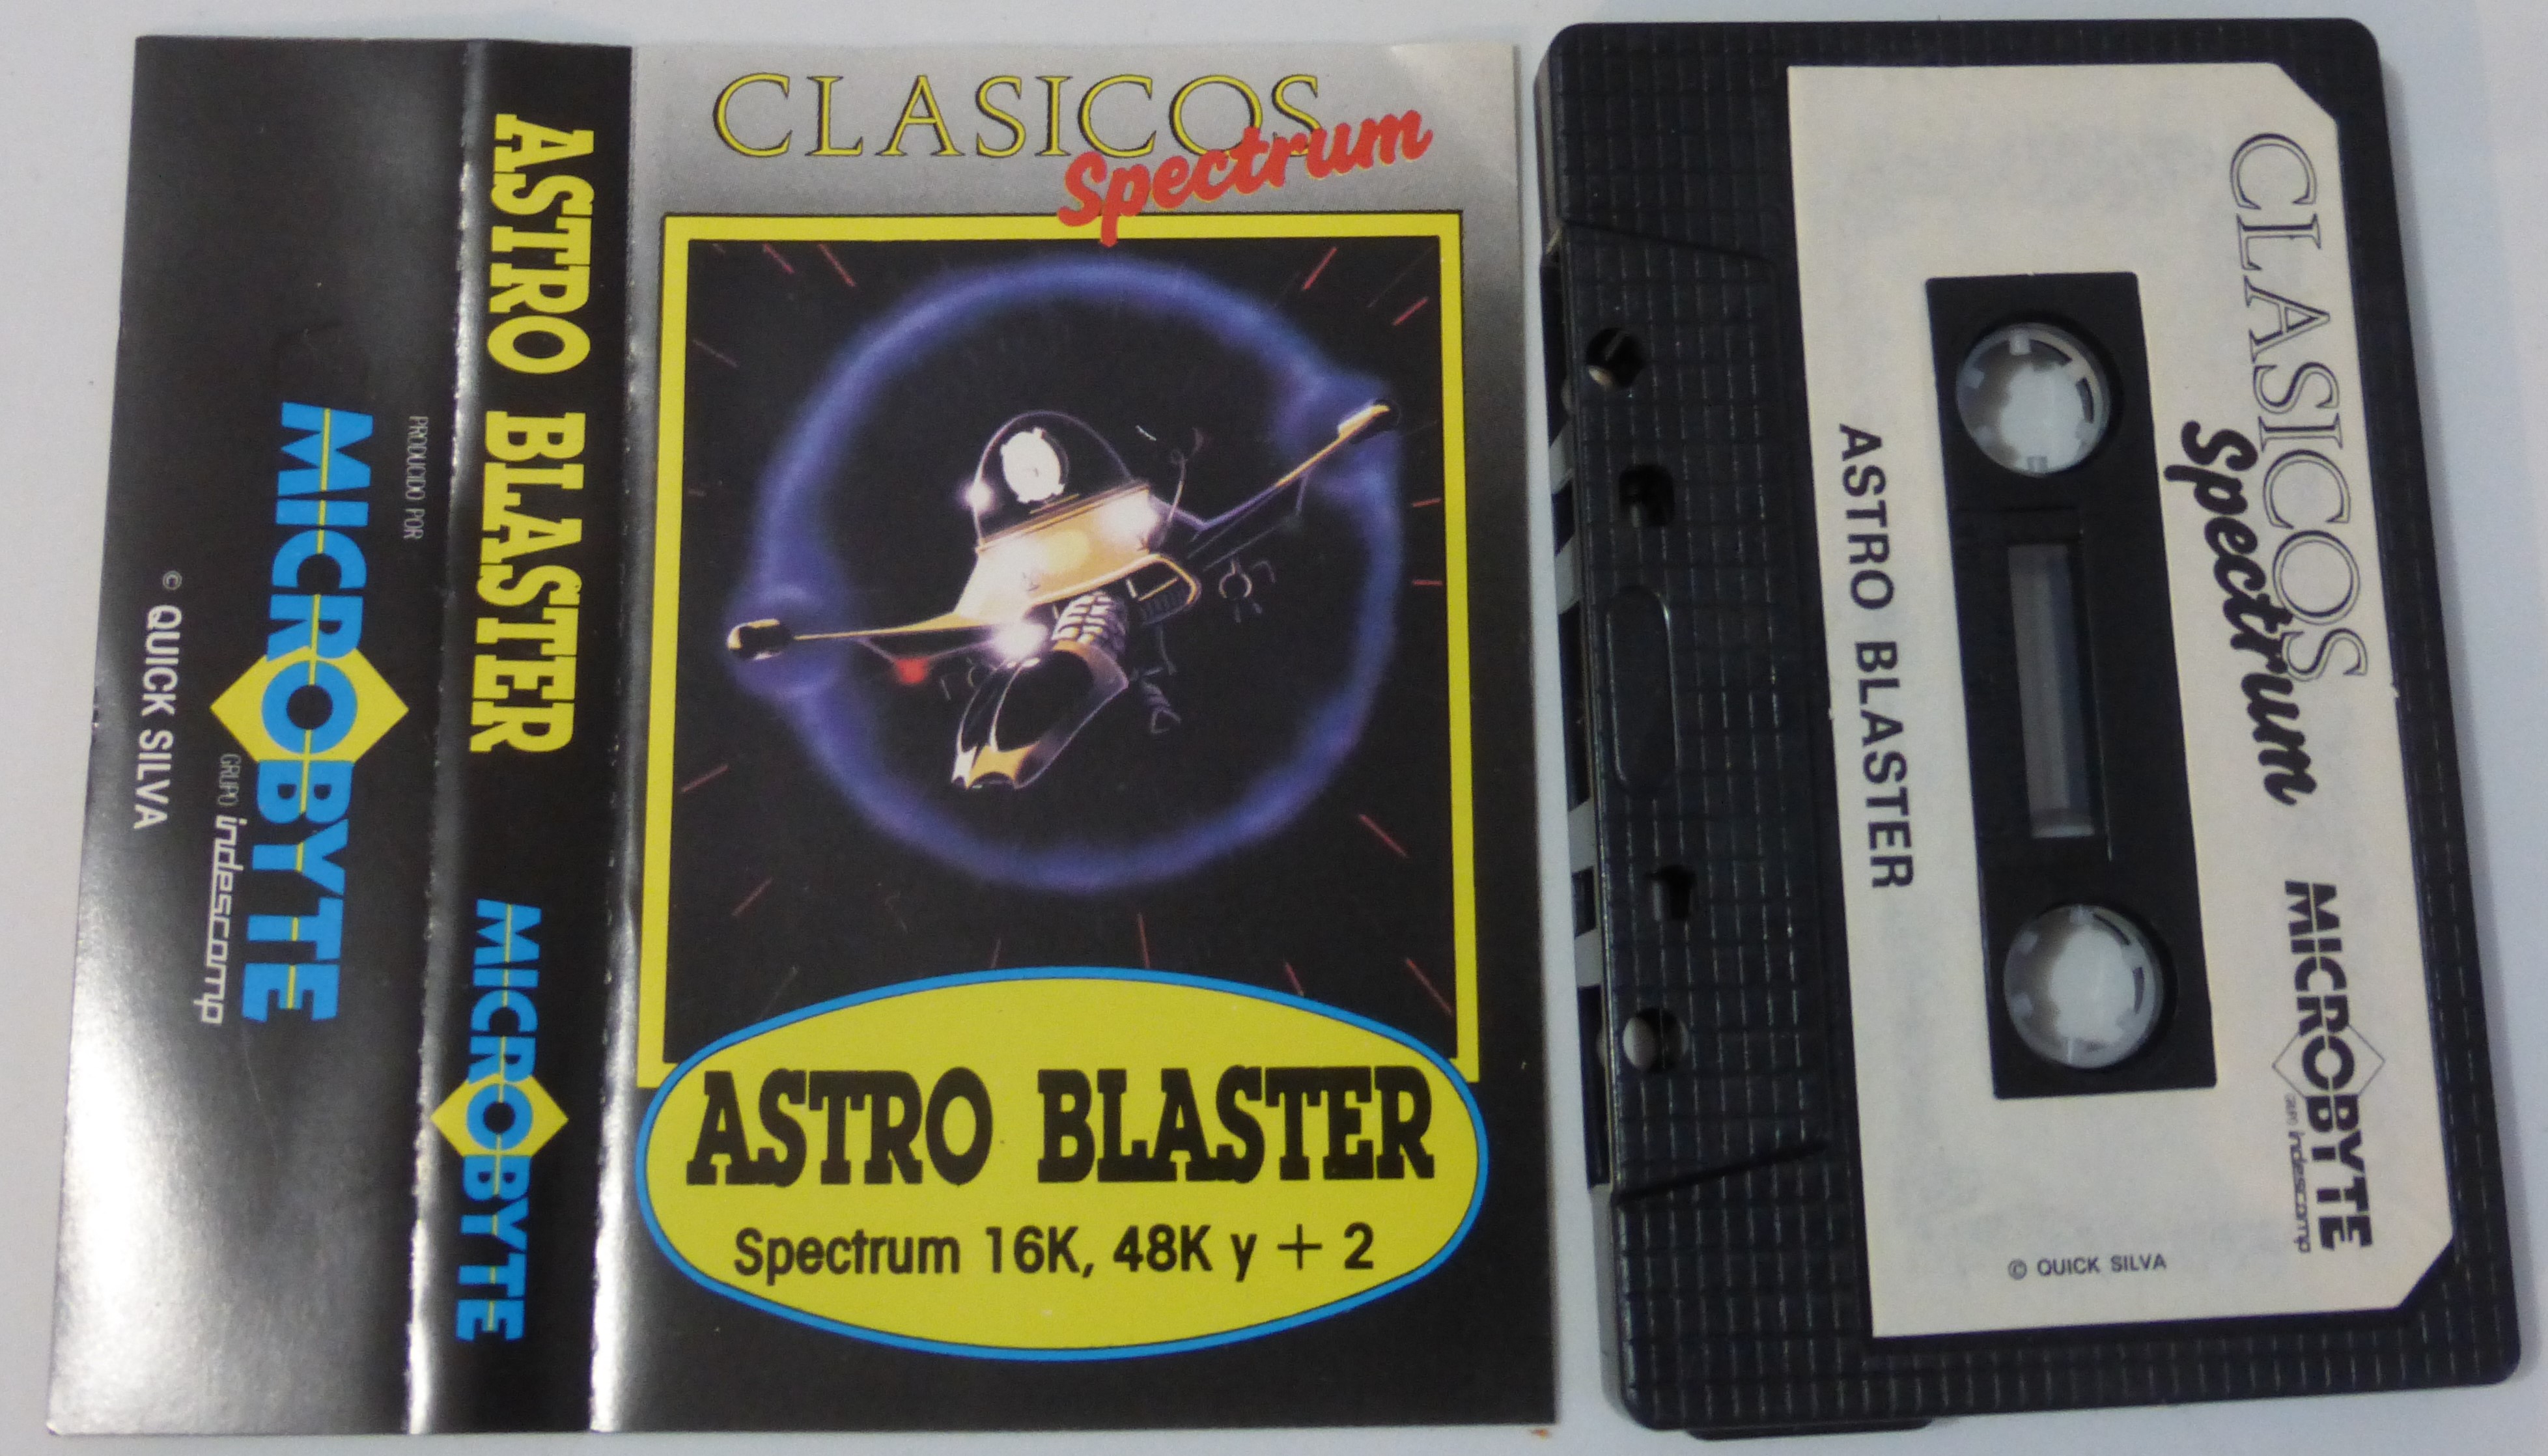 PRODUCIDO POR
MICROBYTE
GRUPO indescomp
© QUICK SILVA
ASTRO BLASTER
MICROBYTE
CLASICOS
Spectrum
ASTRO BLASTER
Spectrum 16K, 48K y + 2
CLASICOS
Spectrum
MICROBYTE
GRUPO indescomp
ASTRO BLASTER
© QUICK SILVA